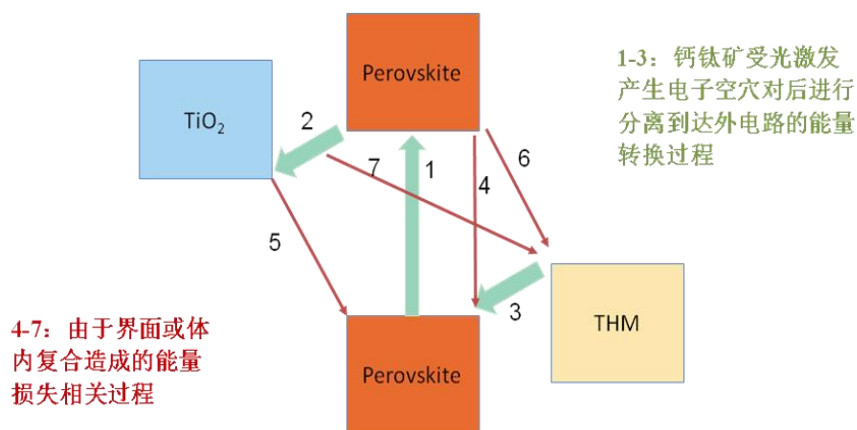 Perovskite
TiO₂
2
7
1
4
6
5
3
Perovskite
THM
1-3：钙钛矿受光激发
产生电子空穴对后进行
分离到达外电路的能量
转换过程
4-7：由于界面或体
内复合造成的能量
损失相关过程